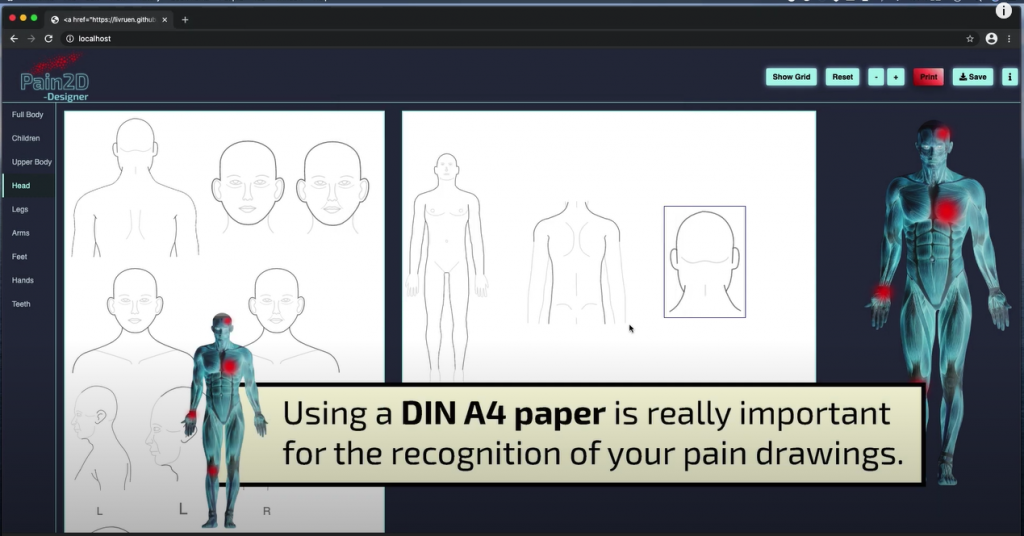 <a href="https://livruen.github
localhost
Pain2D
-Designer
Show Grid
Reset
-
+
Print
Save
i
Full Body
Children
Upper Body
Head
Legs
Arms
Feet
Hands
Teeth
L
L
R
Using a DIN A4 paper is really important
for the recognition of your pain drawings.